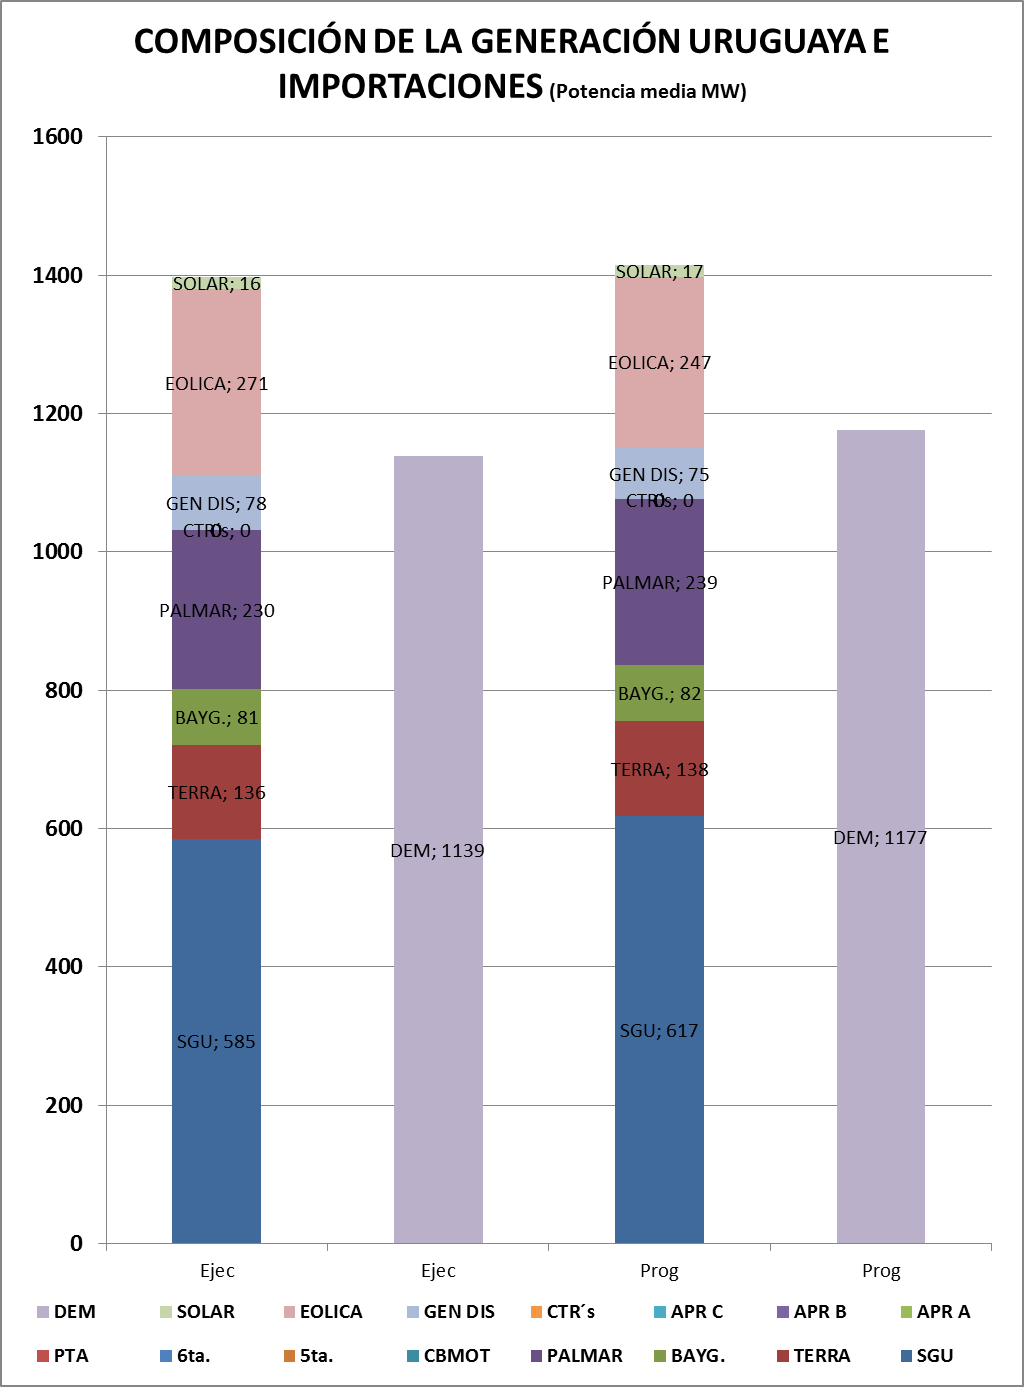 COMPOSICIÓN DE LA GENERACIÓN URUGUAYA E
IMPORTACIONES (Potencia media MW)
1600
1400
1200
1000
800
600
400
200
0
SOLAR; 16
EOLICA; 271
GEN DIS; 78
CTR´s; 0
0
PALMAR; 230
BAYG.; 81
TERRA; 136
SGU; 585
DEM; 1139
SOLAR; 17
EOLICA; 247
GEN DIS; 75
CTR´s; 0
0
PALMAR; 239
BAYG.; 82
TERRA; 138
SGU; 617
DEM; 1177
Ejec Ejec Prog Prog
DEM SOLAR EOLICA GEN DIS CTR´s APR C APR B APR A
PTA 6ta. 5ta. CBMOT PALMAR BAYG. TERRA SGU